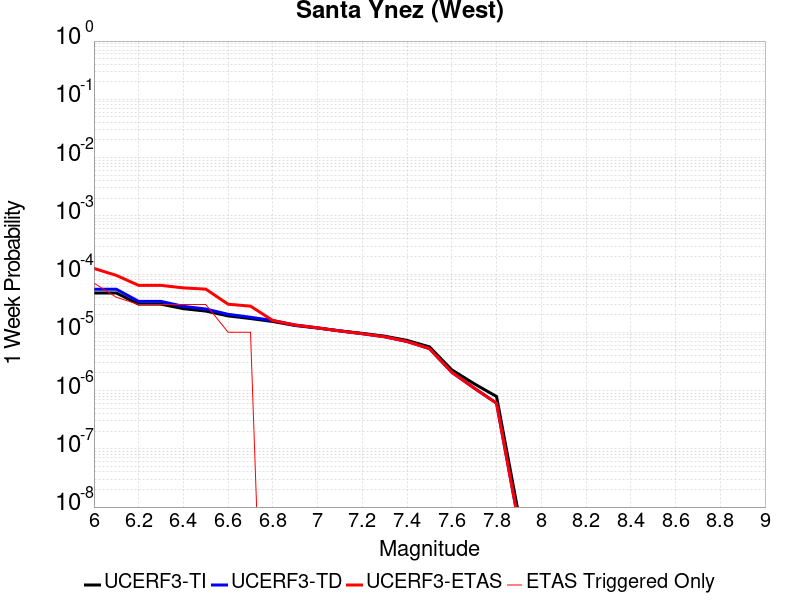 Santa Ynez (West)
10 0
10 -1
10 -2
10 -3
10 -4
10 -5
10 -6
10 -7
10 -8
1 Week Probability
6 6.2 6.4 6.6 6.8 7 7.2 7.4 7.6 7.8 8 8.2 8.4 8.6 8.8 9
Magnitude
UCERF3-TI UCERF3-TD UCERF3-ETAS ETAS Triggered Only